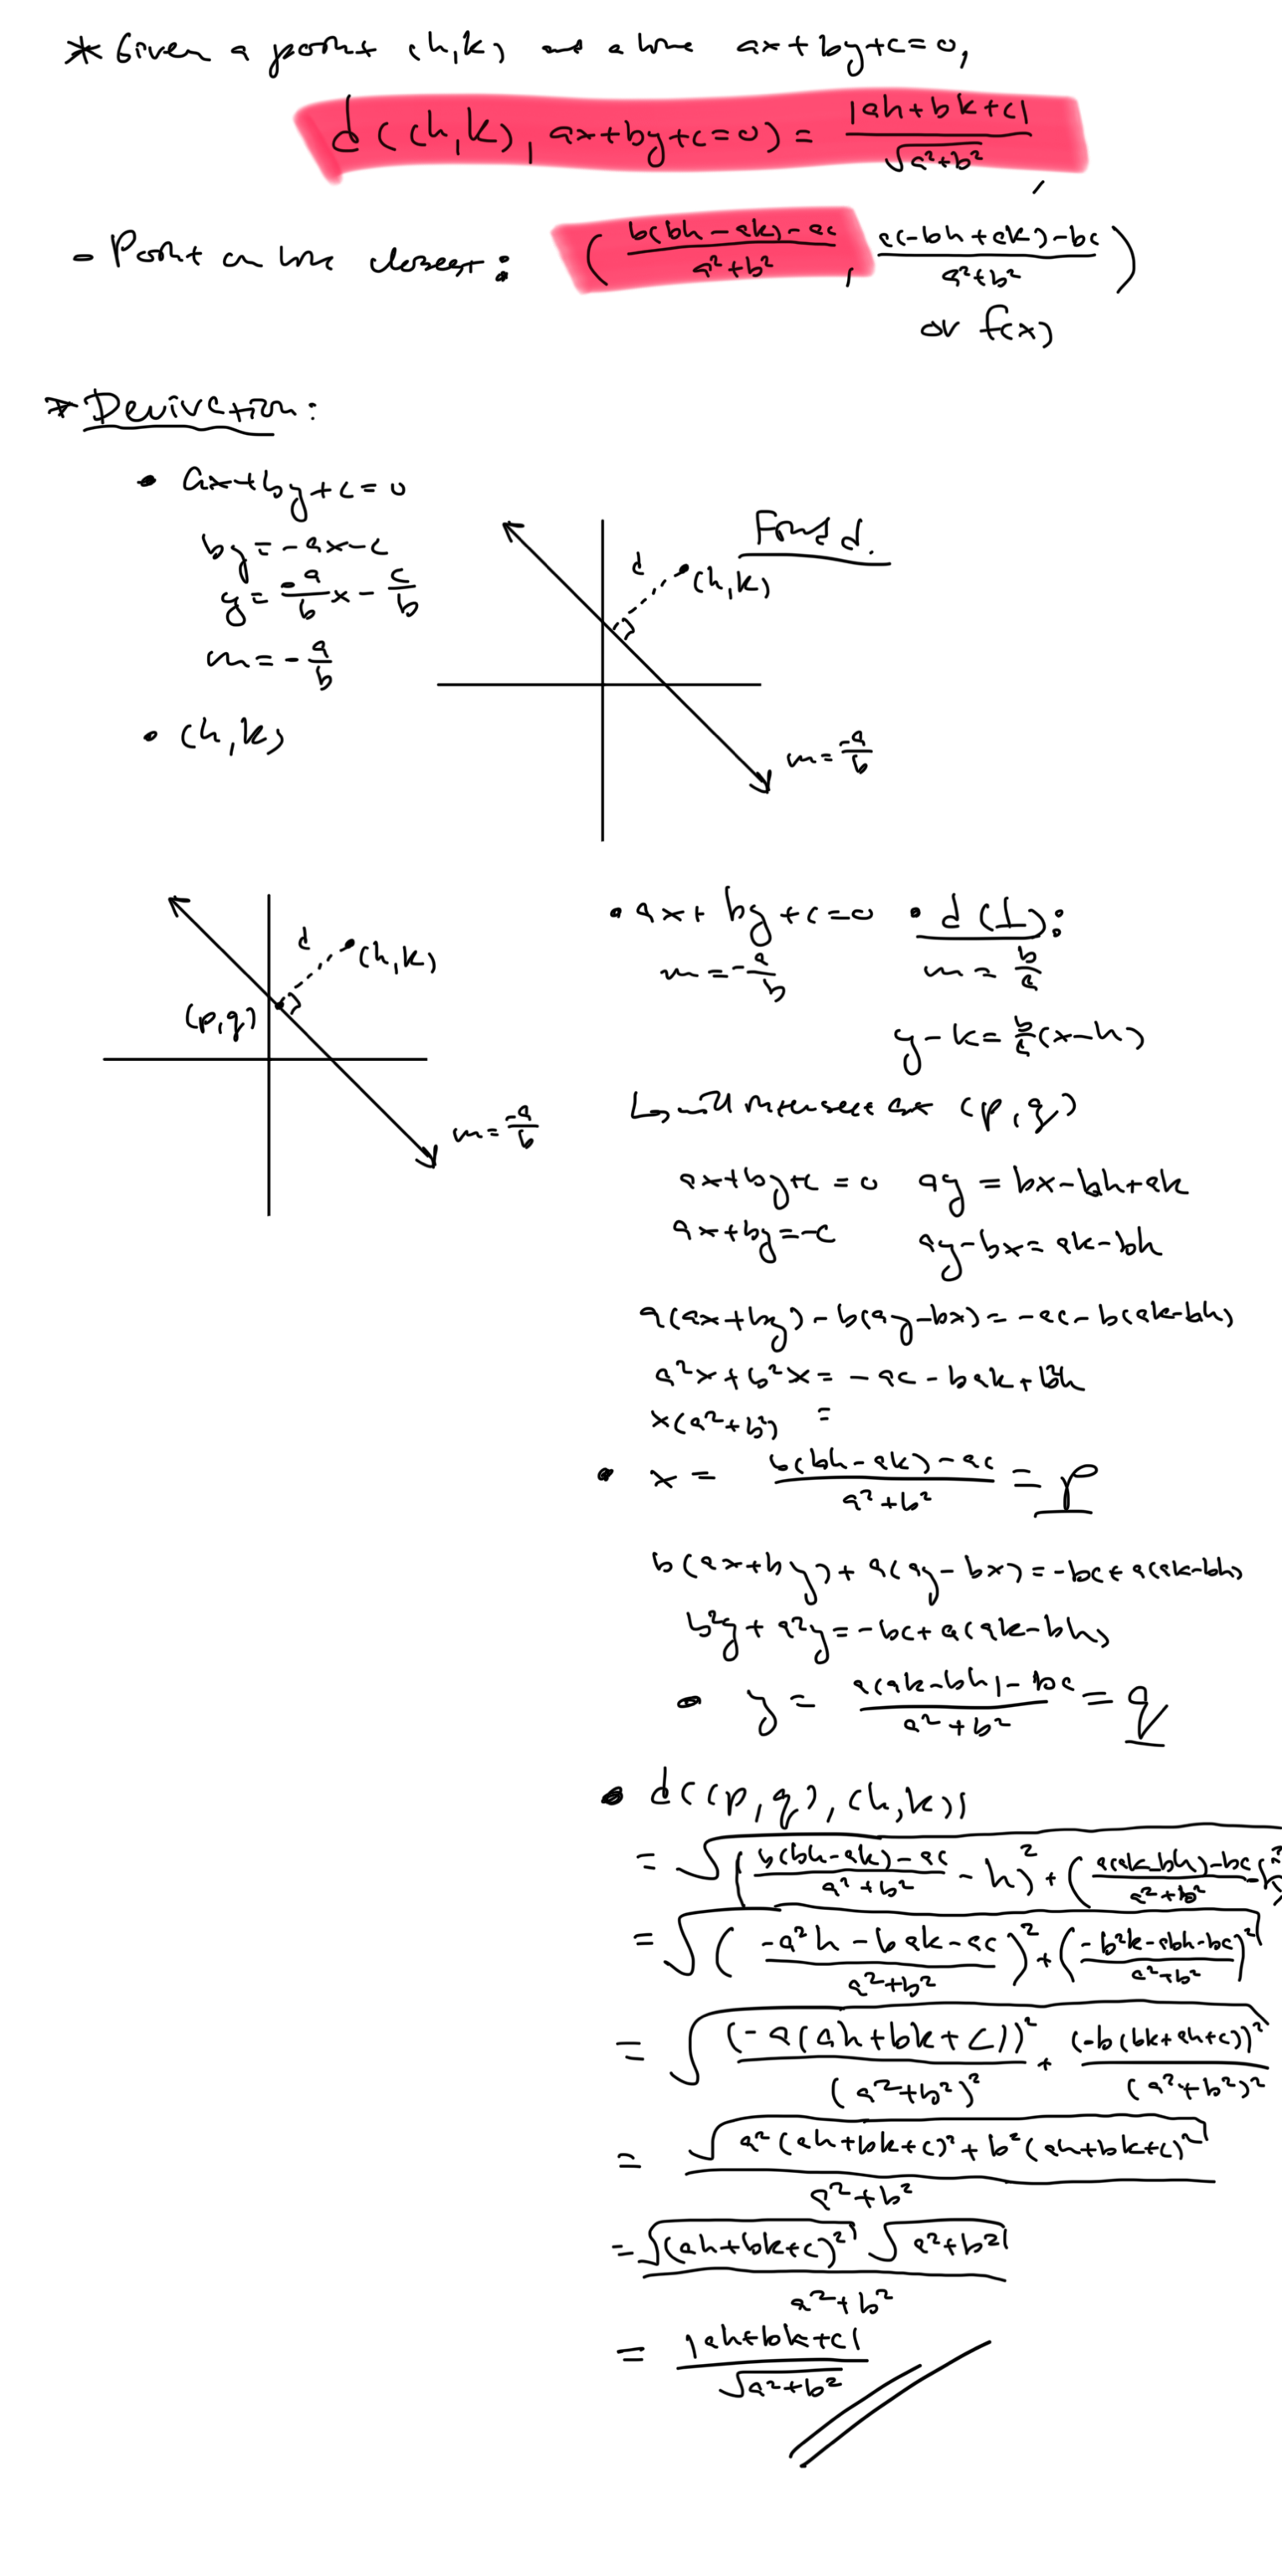 * Given a point (h,k) and a line ax+by+c=0,
d((h,k), ax+by+c=0) = |ah+bk+c| / √(a²+b²) ,
- Point on line closest: ( (b(bh-ak)-ac)/(a²+b²) , (a(-bh+ak)-bc)/(a²+b²) )
or f(x)
* Derivation:
• ax+by+c=0
by=-ax-c
y=-a/b x - c/b
m=-a/b
• (h,k)
Find d.
d
(h,k)
m=-a/b
d
(h,k)
(p,q)
m=-a/b
• ax+by+c=0 • d(⊥):
m=-a/b m=b/a
y-k=b/a(x-h)
↳ will intersect at (p,q)
ax+by+c=0 ay=bx-bh+ak
ax+by=-c ay-bx=ak-bh
a(ax+by)-b(ay-bx)=-ac-b(ak-bh)
a²x+b²x=-ac-bak+b²h
x(a²+b²) =
• x = (b(bh-ak)-ac)/(a²+b²) = p
b(ax+by)+a(ay-bx)=-bc+a(ak-bh)
b²y+a²y=-bc+a(ak-bh)
• y = (a(ak-bh)-bc)/(a²+b²) = q
• d((p,q),(h,k))
= √(((b(bh-ak)-ac)/(a²+b²) - h)² + ((a(ak-bh)-bc)/(a²+b²) - k)²)
= √(((-a²h-bak-ac)/(a²+b²))² + ((-b²k-abh-bc)/(a²+b²))²)
= √((-a(ah+bk+c))²/(a²+b²)² + (-b(bk+ah+c))²/(a²+b²)²)
= √(a²(ah+bk+c)²+b²(ah+bk+c)²) / (a²+b²)
= √((ah+bk+c)²) √(a²+b²) / (a²+b²)
= |ah+bk+c| / √(a²+b²)